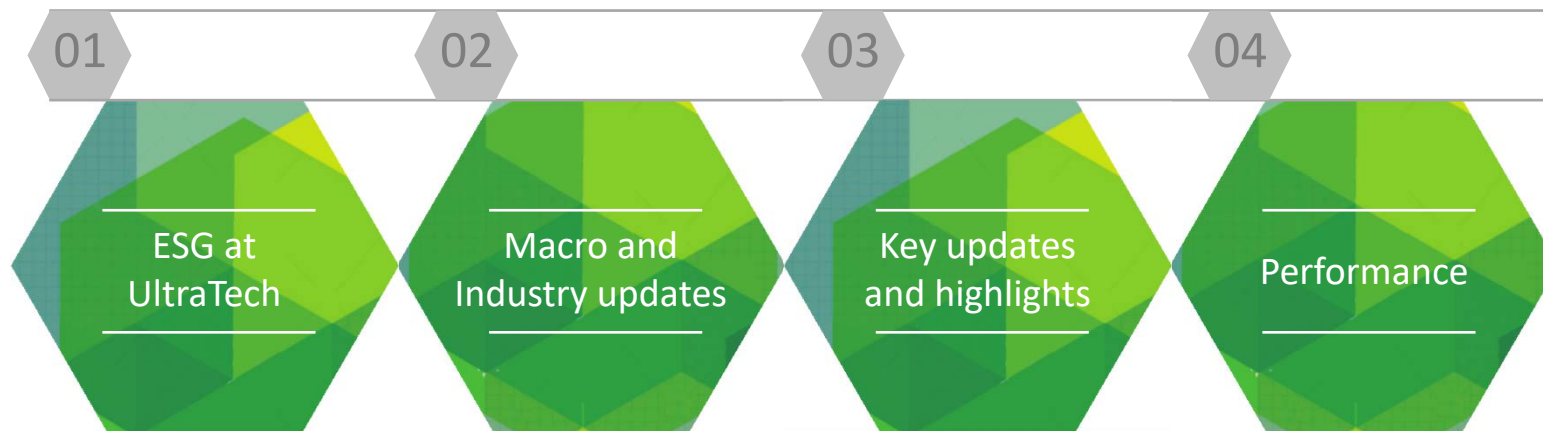 01
02
03
04
ESG at
UltraTech
Macro and
Industry updates
Key updates
and highlights
Performance